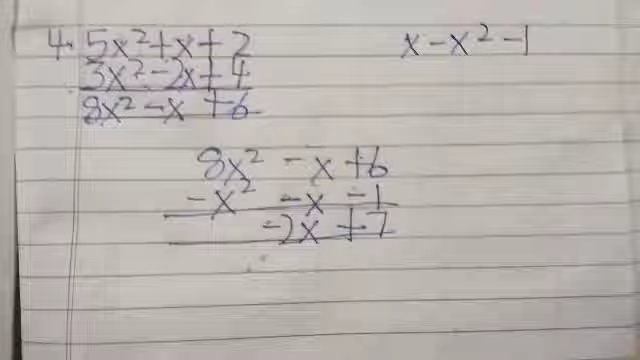 4. 5x² + x + 2
x - x² - 1
3x² - 2x + 4
8x² - x + 6
8x² - x + 6
- x² - x - 1
- 2x + 7